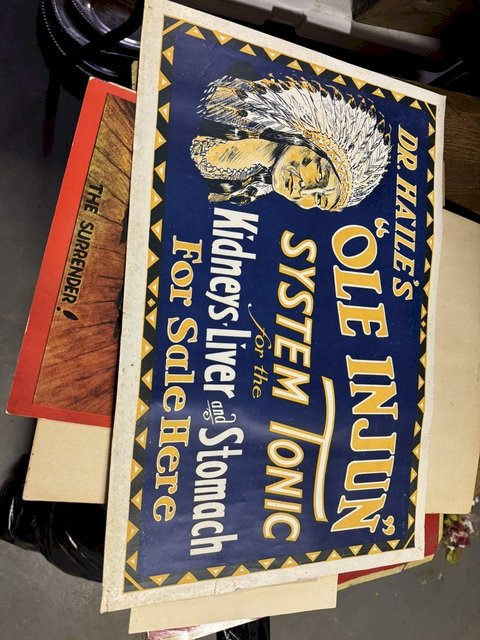 DR. HAILE'S
"OLE INJUN"
SYSTEM TONIC
for the
Kidneys, Liver and Stomach
For Sale Here
THE SURRENDER!